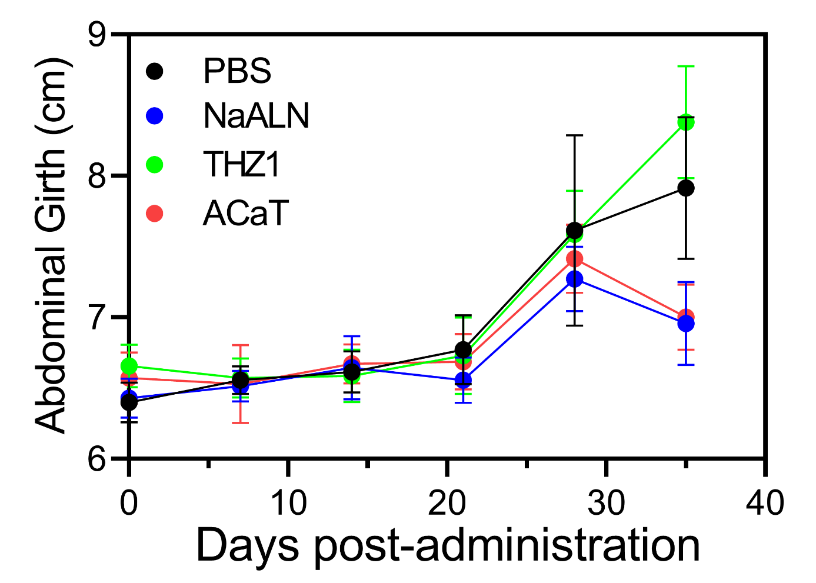 9
8
7
6
Abdominal Girth (cm)
PBS
NaALN
THZ1
ACaT
0 10 20 30 40
Days post-administration